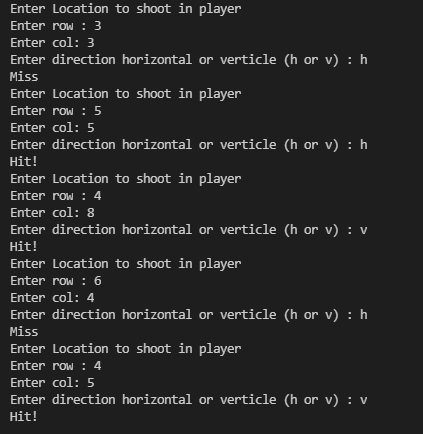 Enter Location to shoot in player
Enter row : 3
Enter col: 3
Enter direction horizontal or verticle (h or v) : h
Miss
Enter Location to shoot in player
Enter row : 5
Enter col: 5
Enter direction horizontal or verticle (h or v) : h
Hit!
Enter Location to shoot in player
Enter row : 4
Enter col: 8
Enter direction horizontal or verticle (h or v) : v
Hit!
Enter Location to shoot in player
Enter row : 6
Enter col: 4
Enter direction horizontal or verticle (h or v) : h
Miss
Enter Location to shoot in player
Enter row : 4
Enter col: 5
Enter direction horizontal or verticle (h or v) : v
Hit!